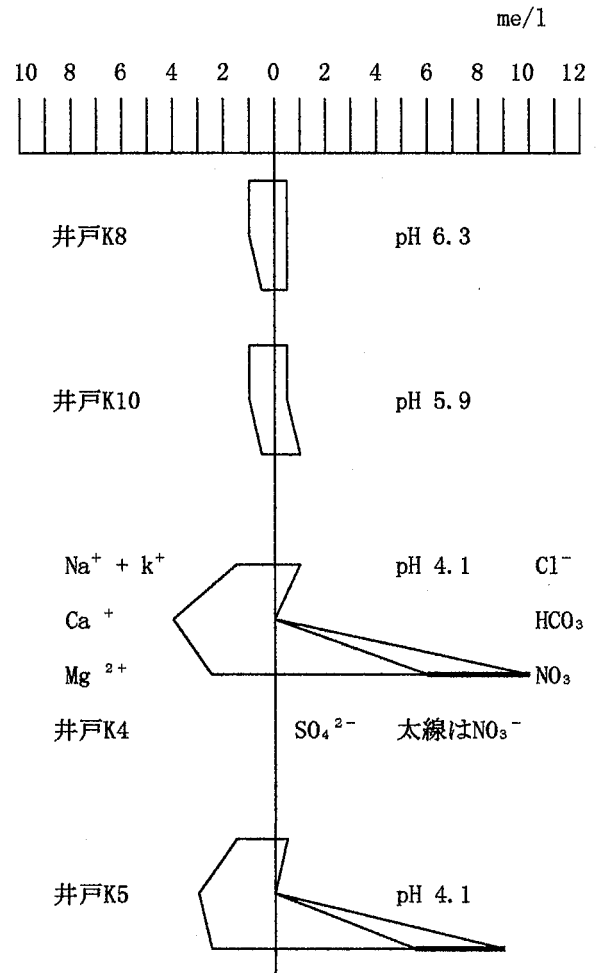 me/l
10 8 6 4 2 0 2 4 6 8 10 12
井戸K8 pH 6.3
井戸K10 pH 5.9
Na⁺ + k⁺ pH 4.1 Cl⁻
Ca ⁺ HCO₃
Mg ²⁺ NO₃
井戸K4 SO₄²⁻ 太線はNO₃⁻
井戸K5 pH 4.1